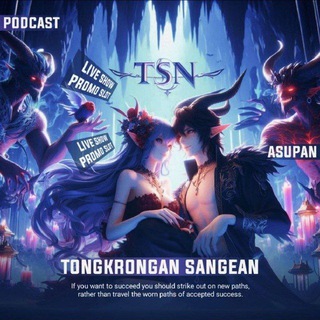 PODCAST
LIVE SHOW
PROMO SLOT
TSN
LIVE SHOW
PROMO SLOT
ASUPAN
TONGKRONGAN SANGEAN
If you want to succeed you should strike out on new paths,
rather than travel the worn paths of accepted success.